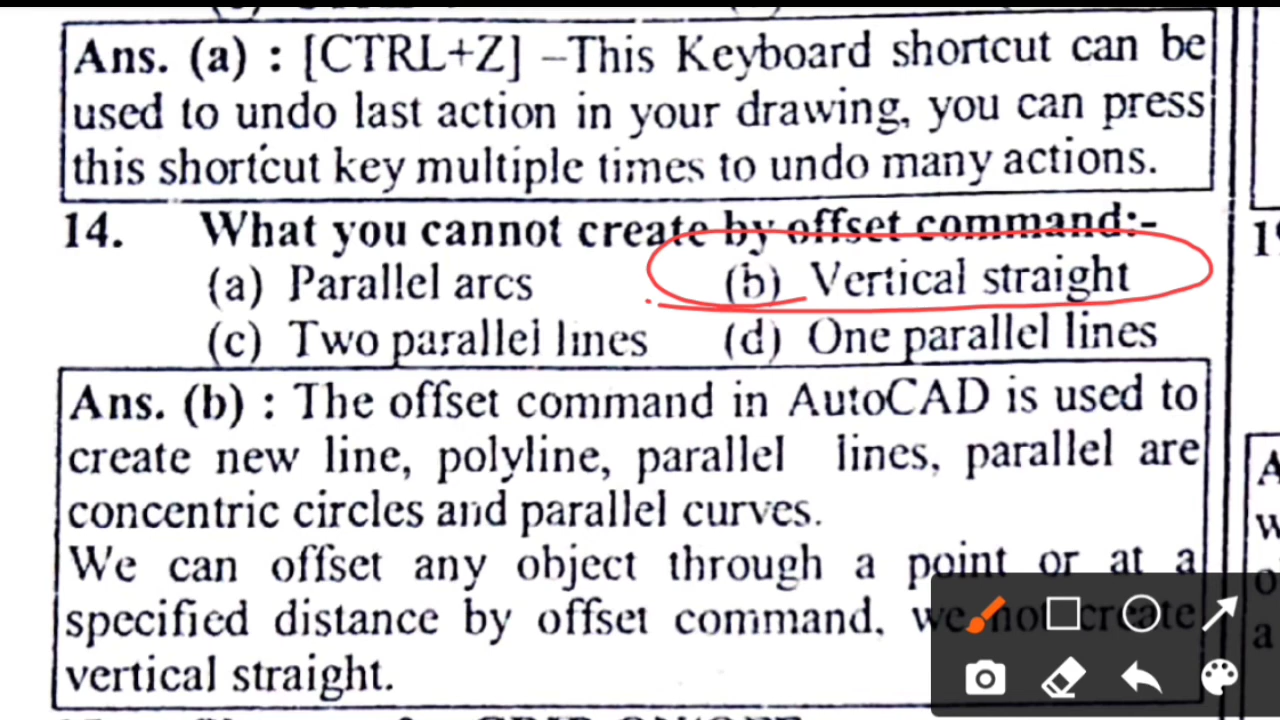 Ans. (a) : [CTRL+Z] –This Keyboard shortcut can be
used to undo last action in your drawing, you can press
this shortcut key multiple times to undo many actions.
14. What you cannot create by offset command:-
(a) Parallel arcs (b) Vertical straight
(c) Two parallel lines (d) One parallel lines
Ans. (b) : The offset command in AutoCAD is used to
create new line, polyline, parallel lines, parallel are
concentric circles and parallel curves.
We can offset any object through a point or at a
specified distance by offset command, we not create
vertical straight.